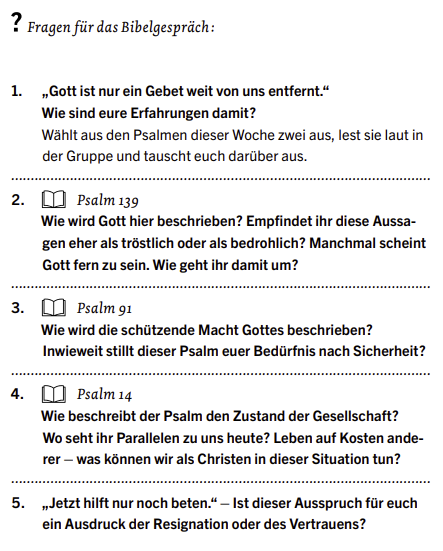 ? Fragen für das Bibelgespräch:
1. „Gott ist nur ein Gebet weit von uns entfernt.“
Wie sind eure Erfahrungen damit?
Wählt aus den Psalmen dieser Woche zwei aus, lest sie laut in
der Gruppe und tauscht euch darüber aus.
2. Psalm 139
Wie wird Gott hier beschrieben? Empfindet ihr diese Aussa-
gen eher als tröstlich oder als bedrohlich? Manchmal scheint
Gott fern zu sein. Wie geht ihr damit um?
3. Psalm 91
Wie wird die schützende Macht Gottes beschrieben?
Inwieweit stillt dieser Psalm euer Bedürfnis nach Sicherheit?
4. Psalm 14
Wie beschreibt der Psalm den Zustand der Gesellschaft?
Wo seht ihr Parallelen zu uns heute? Leben auf Kosten ande-
rer – was können wir als Christen in dieser Situation tun?
5. „Jetzt hilft nur noch beten.“ – Ist dieser Ausspruch für euch
ein Ausdruck der Resignation oder des Vertrauens?